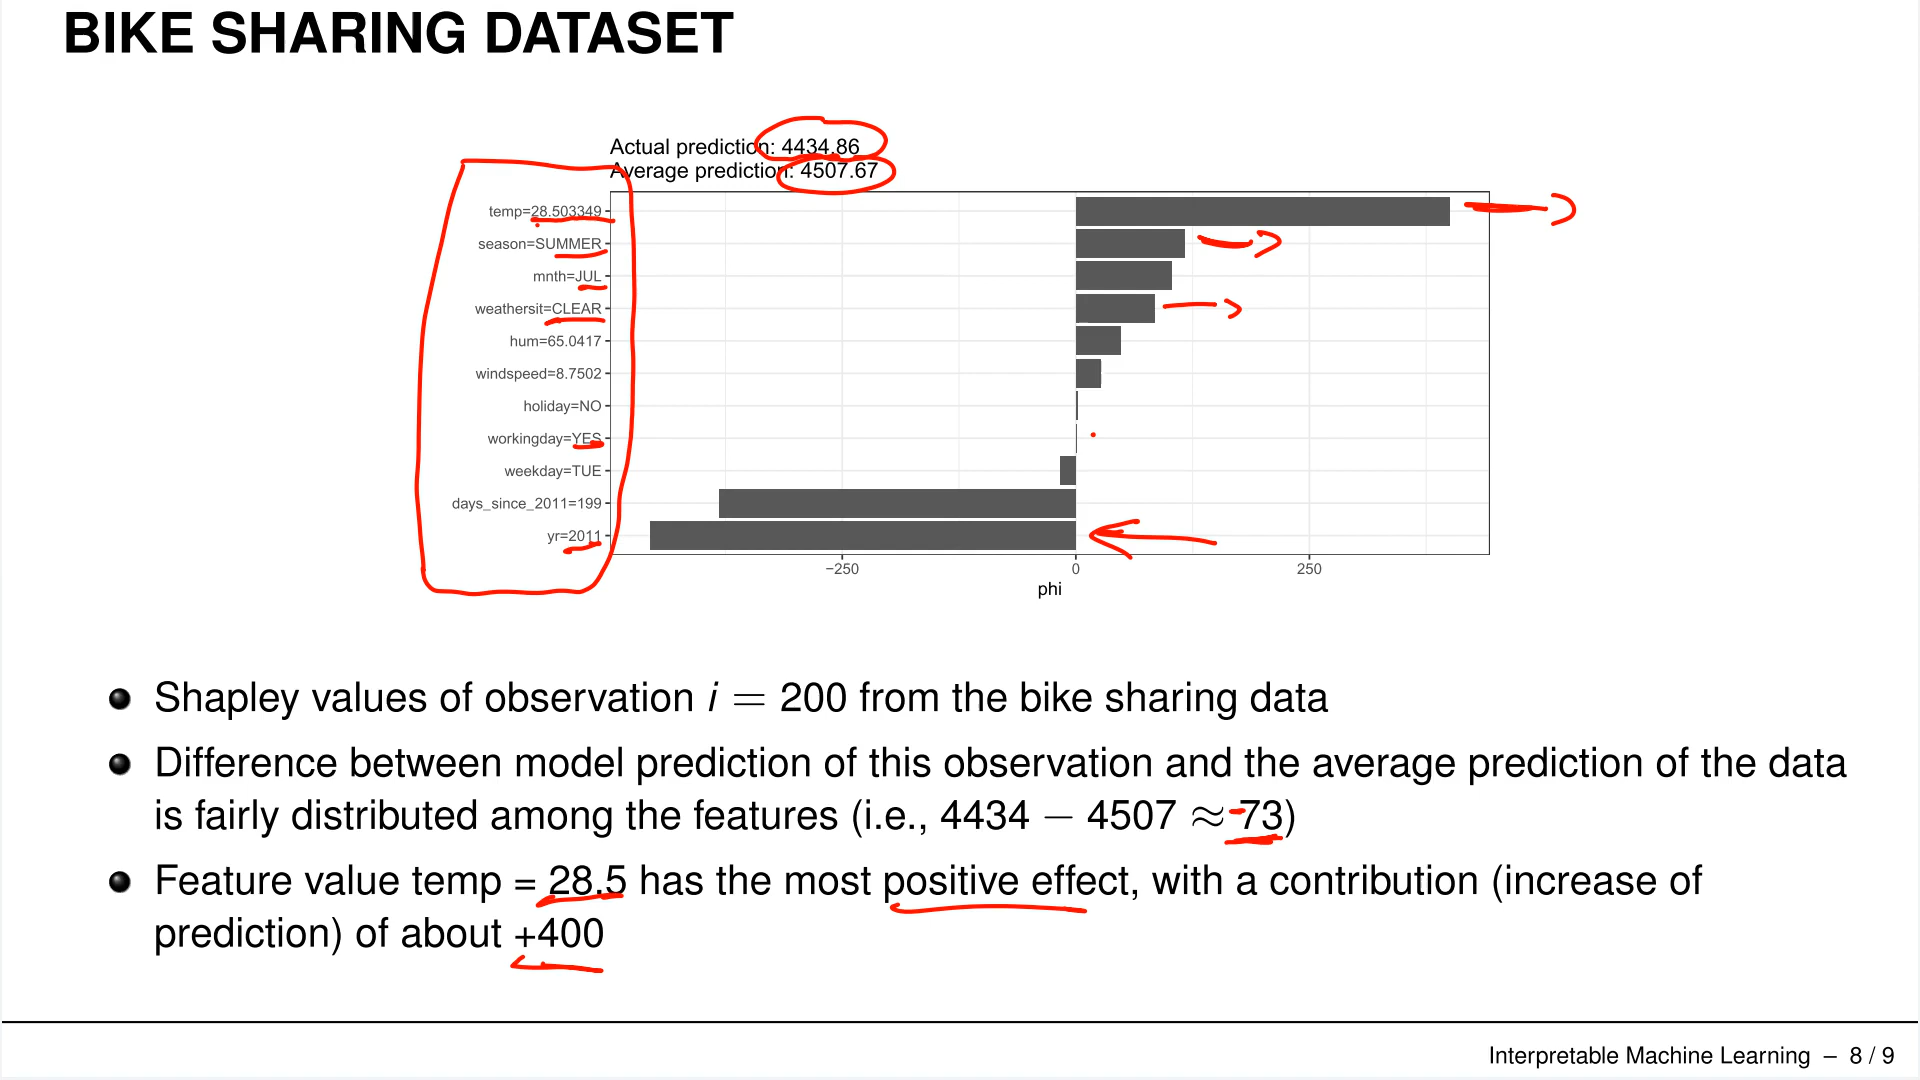 BIKE SHARING DATASET
Actual prediction: 4434.86
Average prediction: 4507.67
temp=28.503349
season=SUMMER
mnth=JUL
weathersit=CLEAR
hum=65.0417
windspeed=8.7502
holiday=NO
workingday=YES
weekday=TUE
days_since_2011=199
yr=2011
−250 0 250
phi
Shapley values of observation i = 200 from the bike sharing data
Difference between model prediction of this observation and the average prediction of the data
is fairly distributed among the features (i.e., 4434 − 4507 ≈ -73)
Feature value temp = 28.5 has the most positive effect, with a contribution (increase of
prediction) of about +400
Interpretable Machine Learning – 8 / 9